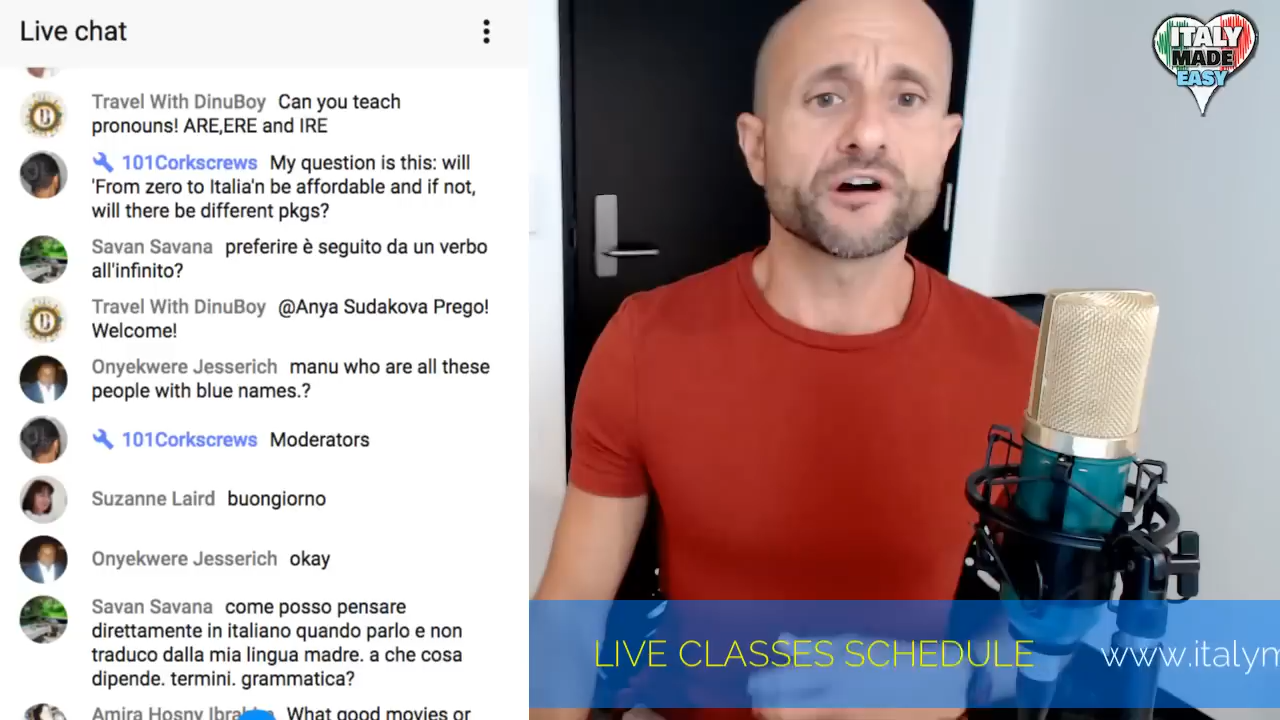 Live chat
Travel With DinuBoy Can you teach
pronouns! ARE,ERE and IRE
101Corkscrews My question is this: will
'From zero to Italia'n be affordable and if not,
will there be different pkgs?
Savan Savana preferire è seguito da un verbo
all'infinito?
Travel With DinuBoy @Anya Sudakova Prego!
Welcome!
Onyekwere Jesserich manu who are all these
people with blue names.?
101Corkscrews Moderators
Suzanne Laird buongiorno
Onyekwere Jesserich okay
Savan Savana come posso pensare
direttamente in italiano quando parlo e non
traduco dalla mia lingua madre. a che cosa
dipende. termini. grammatica?
Amira Hosny What good movies or
ITALY
MADE
EASY
LIVE CLASSES SCHEDULE www.italym